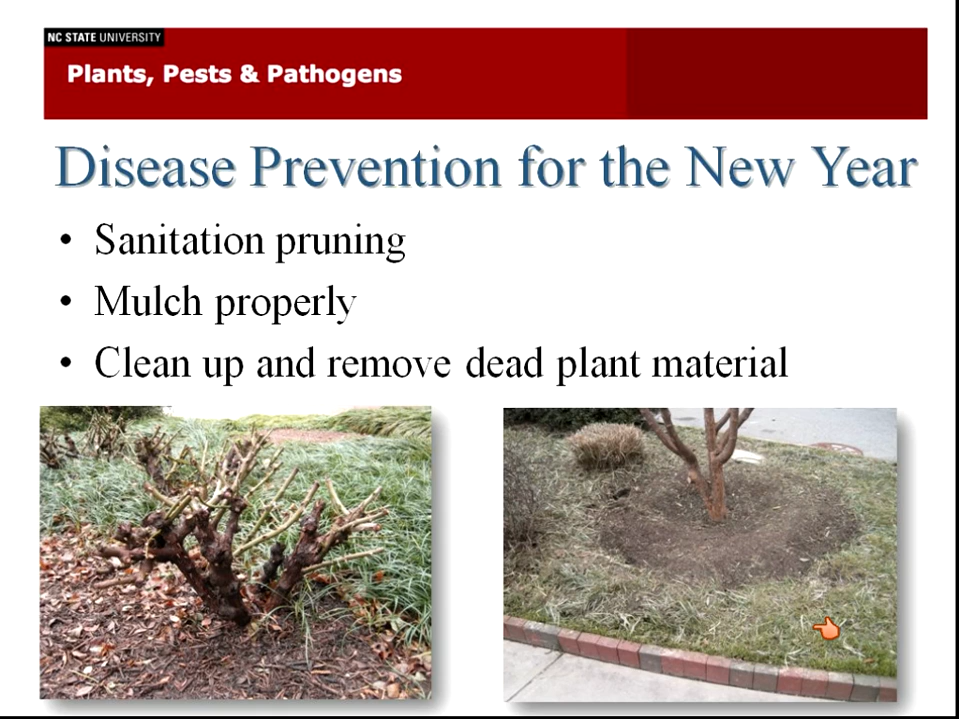 NC STATE UNIVERSITY
Plants, Pests & Pathogens
Disease Prevention for the New Year
• Sanitation pruning
• Mulch properly
• Clean up and remove dead plant material